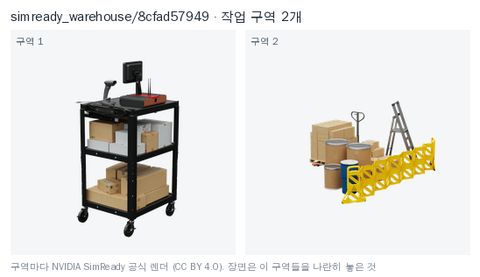 simready_warehouse/8cfad57949 · 작업 구역 2개
구역 1
구역 2
구역마다 NVIDIA SimReady 공식 렌더 (CC BY 4.0). 장면은 이 구역들을 나란히 놓은 것